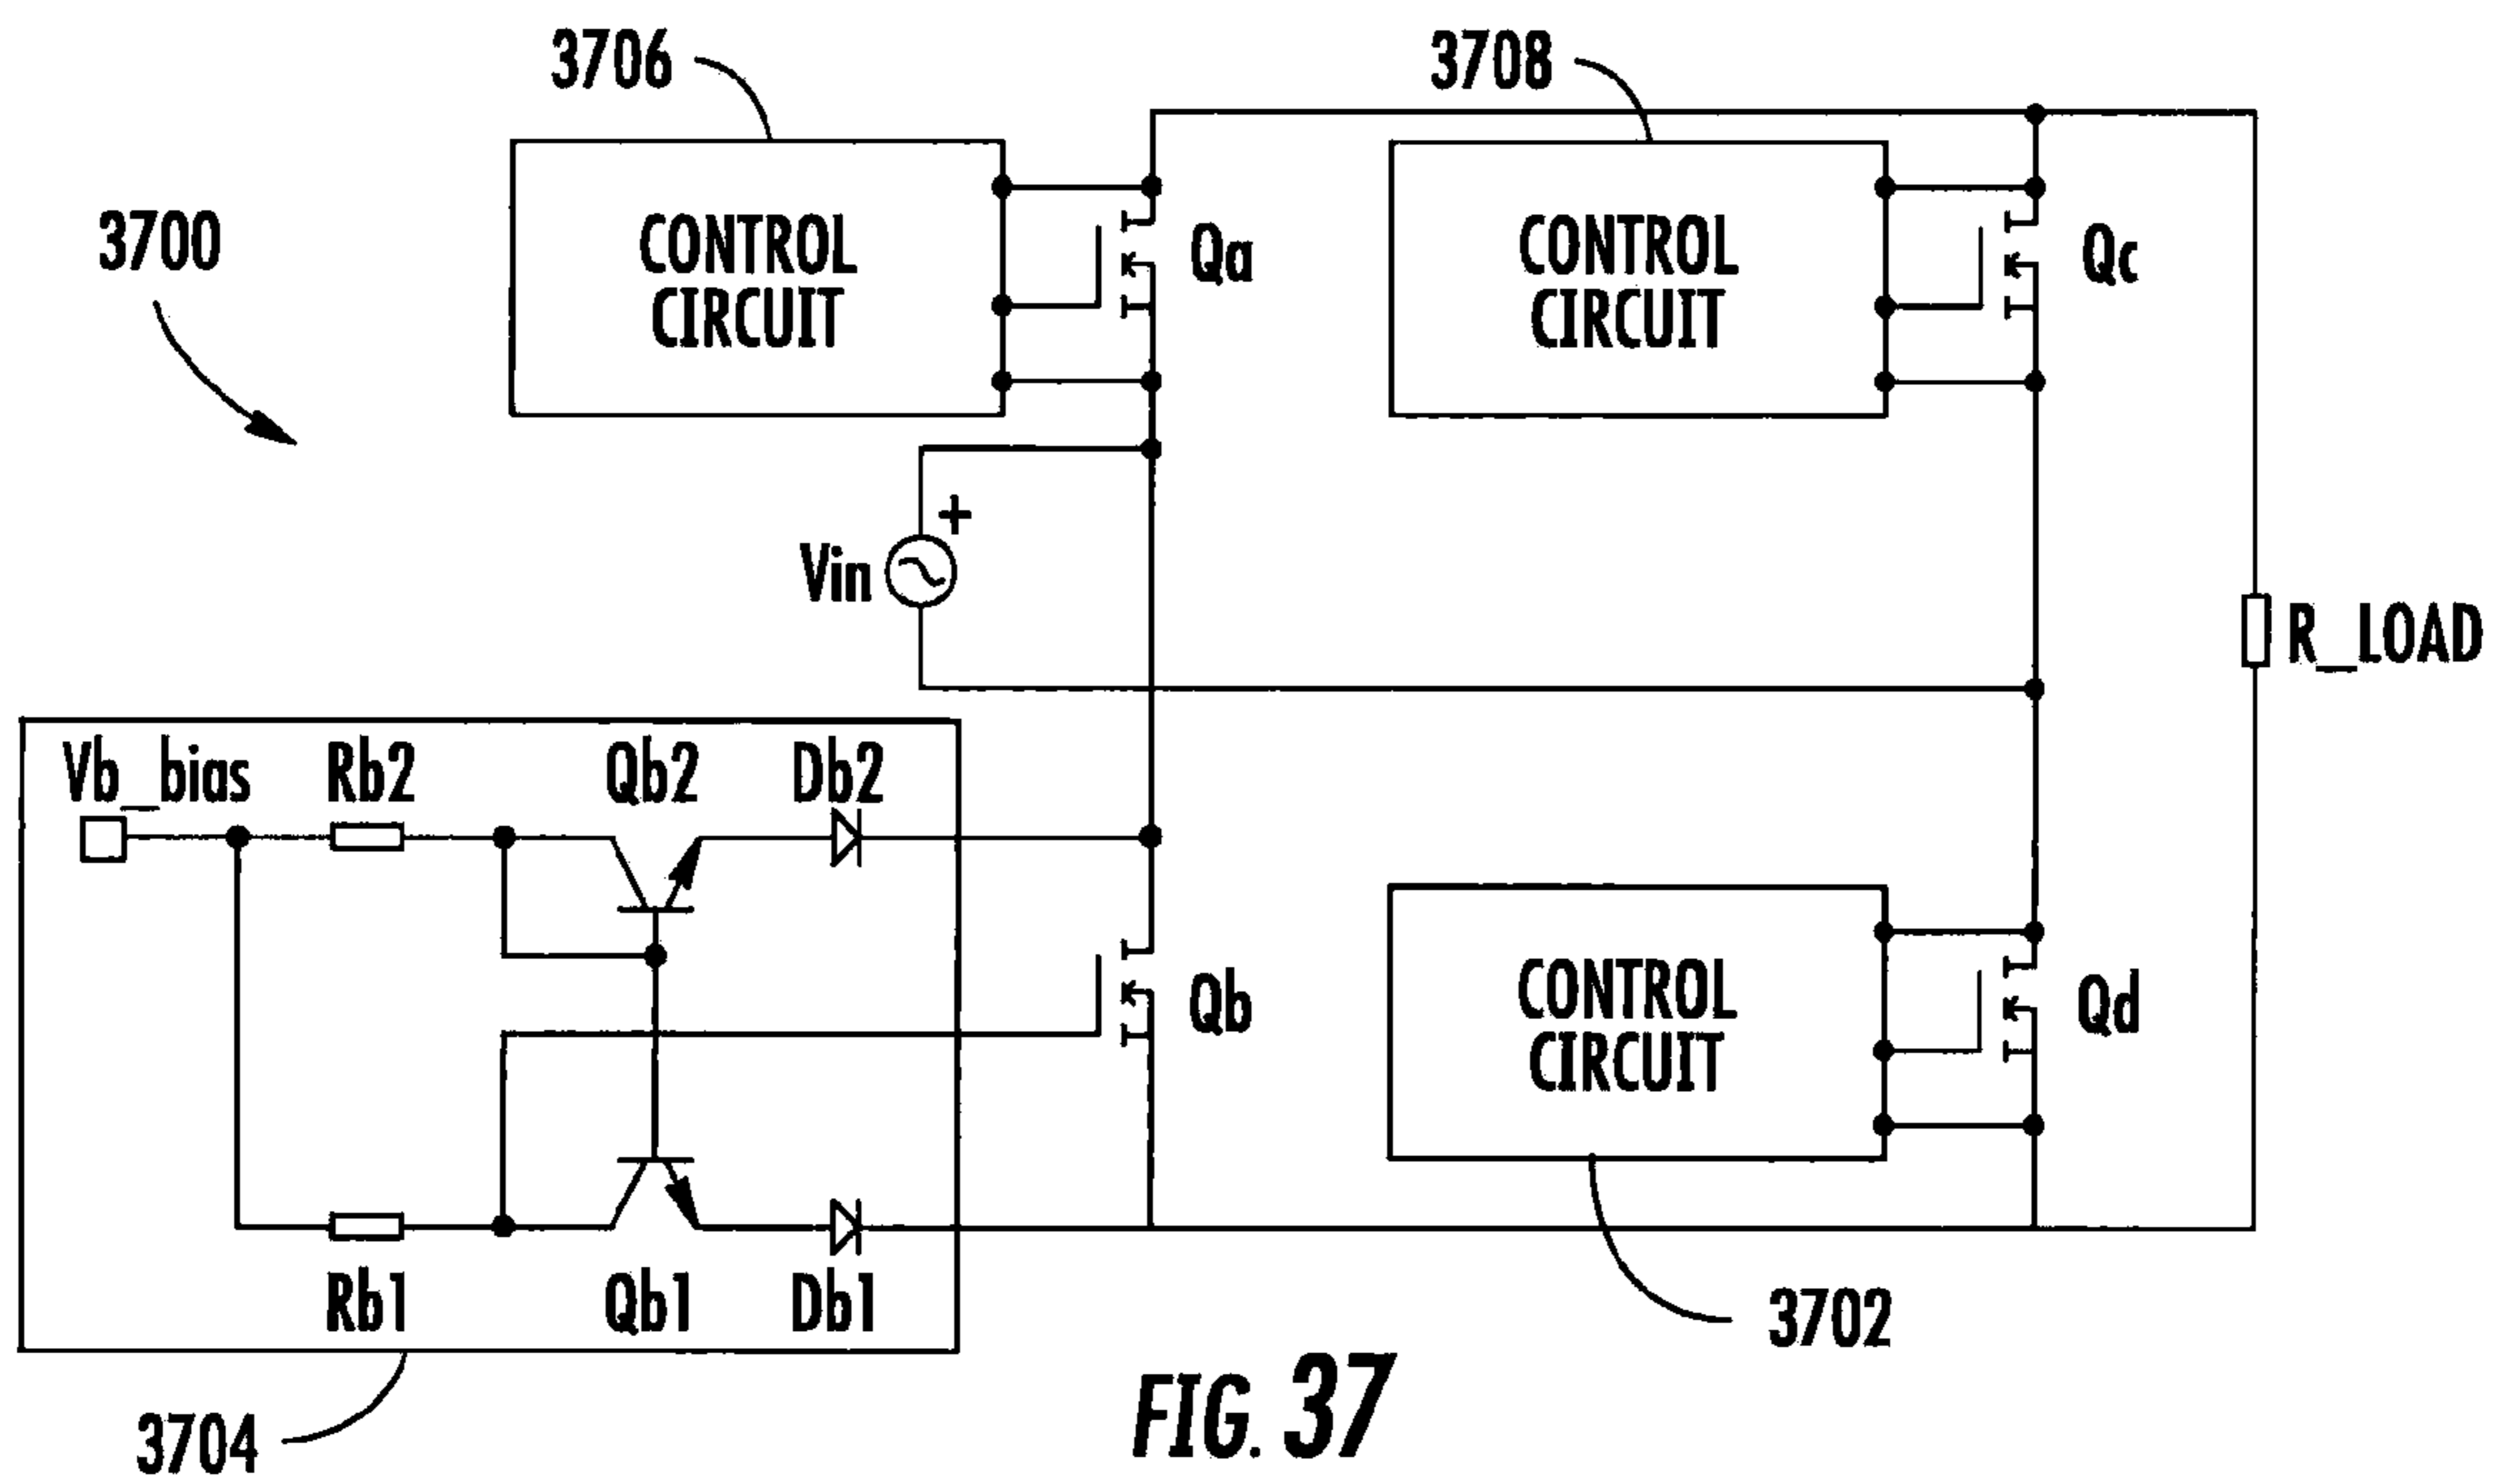 3706
3708
3700
CONTROL
CIRCUIT
Qa
CONTROL
CIRCUIT
Qc
+
Vin
R_LOAD
Vb_bias
Rb2
Qb2
Db2
CONTROL
CIRCUIT
Qb
Qd
Rb1
Qb1
Db1
3702
3704
FIG. 37